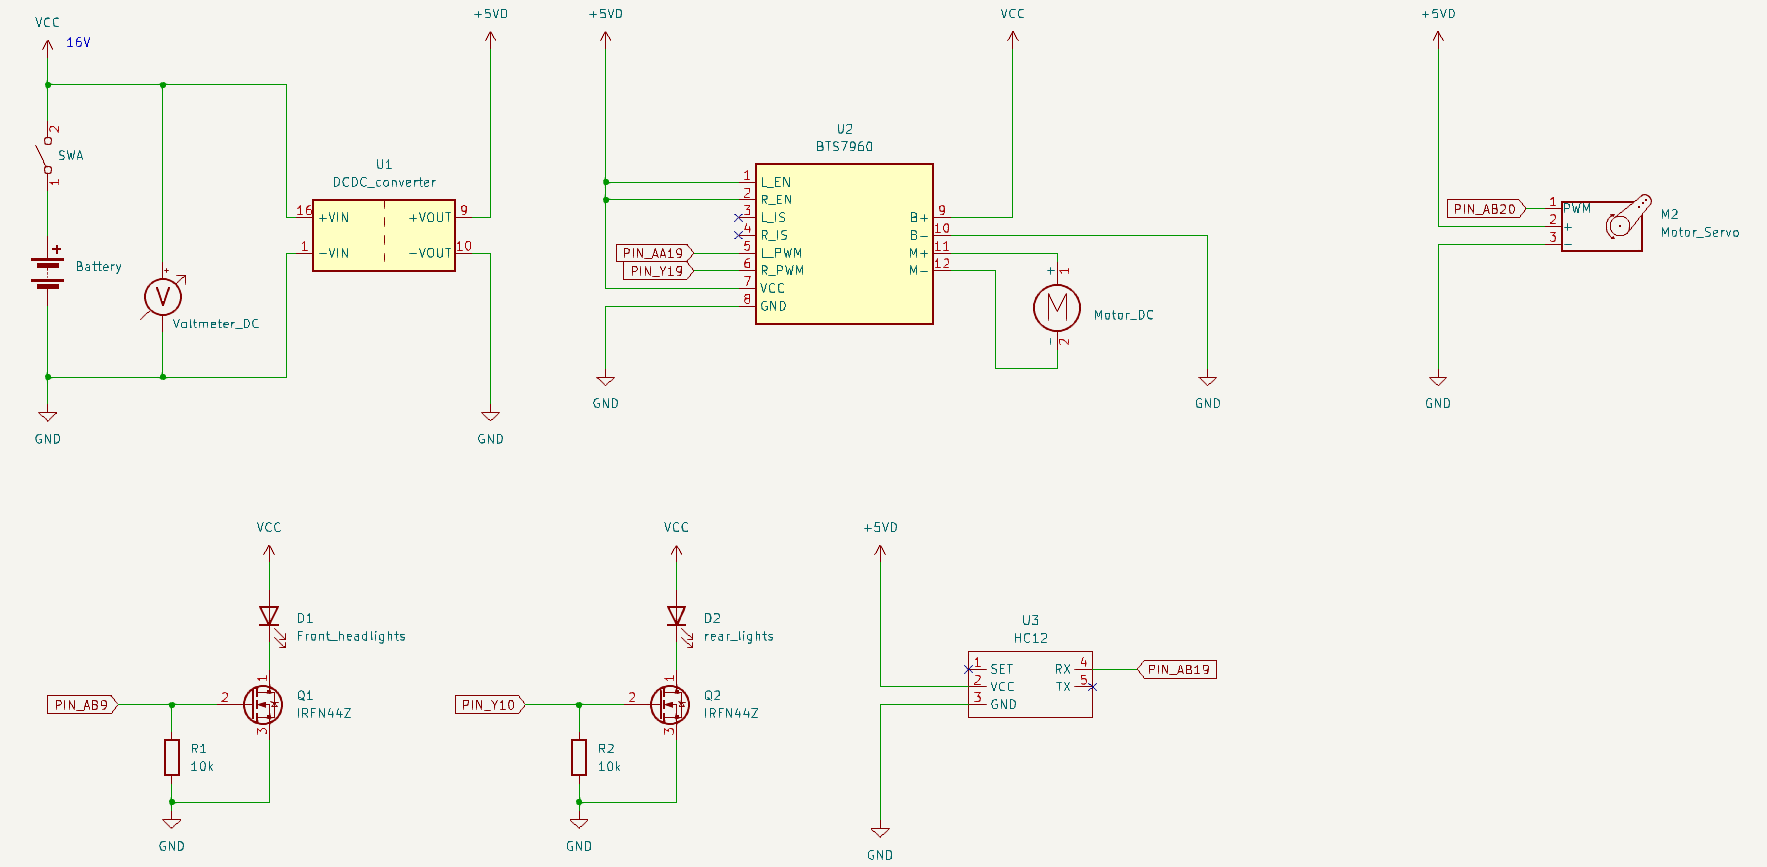 VCC
16V
+5VD
2
SWA
1
+
Battery
+
V
Voltmeter_DC
U1
DCDC_converter
16
+VIN
+VOUT
9
1
-VIN
-VOUT
10
GND
GND
+5VD
VCC
U2
BTS7960
1
L_EN
2
R_EN
3
L_IS
4
R_IS
PIN_AA19
5
L_PWM
PIN_Y19
6
R_PWM
7
VCC
8
GND
B+
9
B-
10
M+
11
M-
12
+
1
M
Motor_DC
-
2
GND
GND
+5VD
PIN_AB20
1
PWM
2
+
3
-
M2
Motor_Servo
GND
VCC
D1
Front_headlights
PIN_AB9
2
1
3
Q1
IRFN44Z
R1
10k
GND
VCC
D2
rear_lights
PIN_Y10
2
1
3
Q2
IRFN44Z
R2
10k
GND
+5VD
U3
HC12
1
SET
RX
4
PIN_AB19
2
VCC
TX
5
3
GND
GND